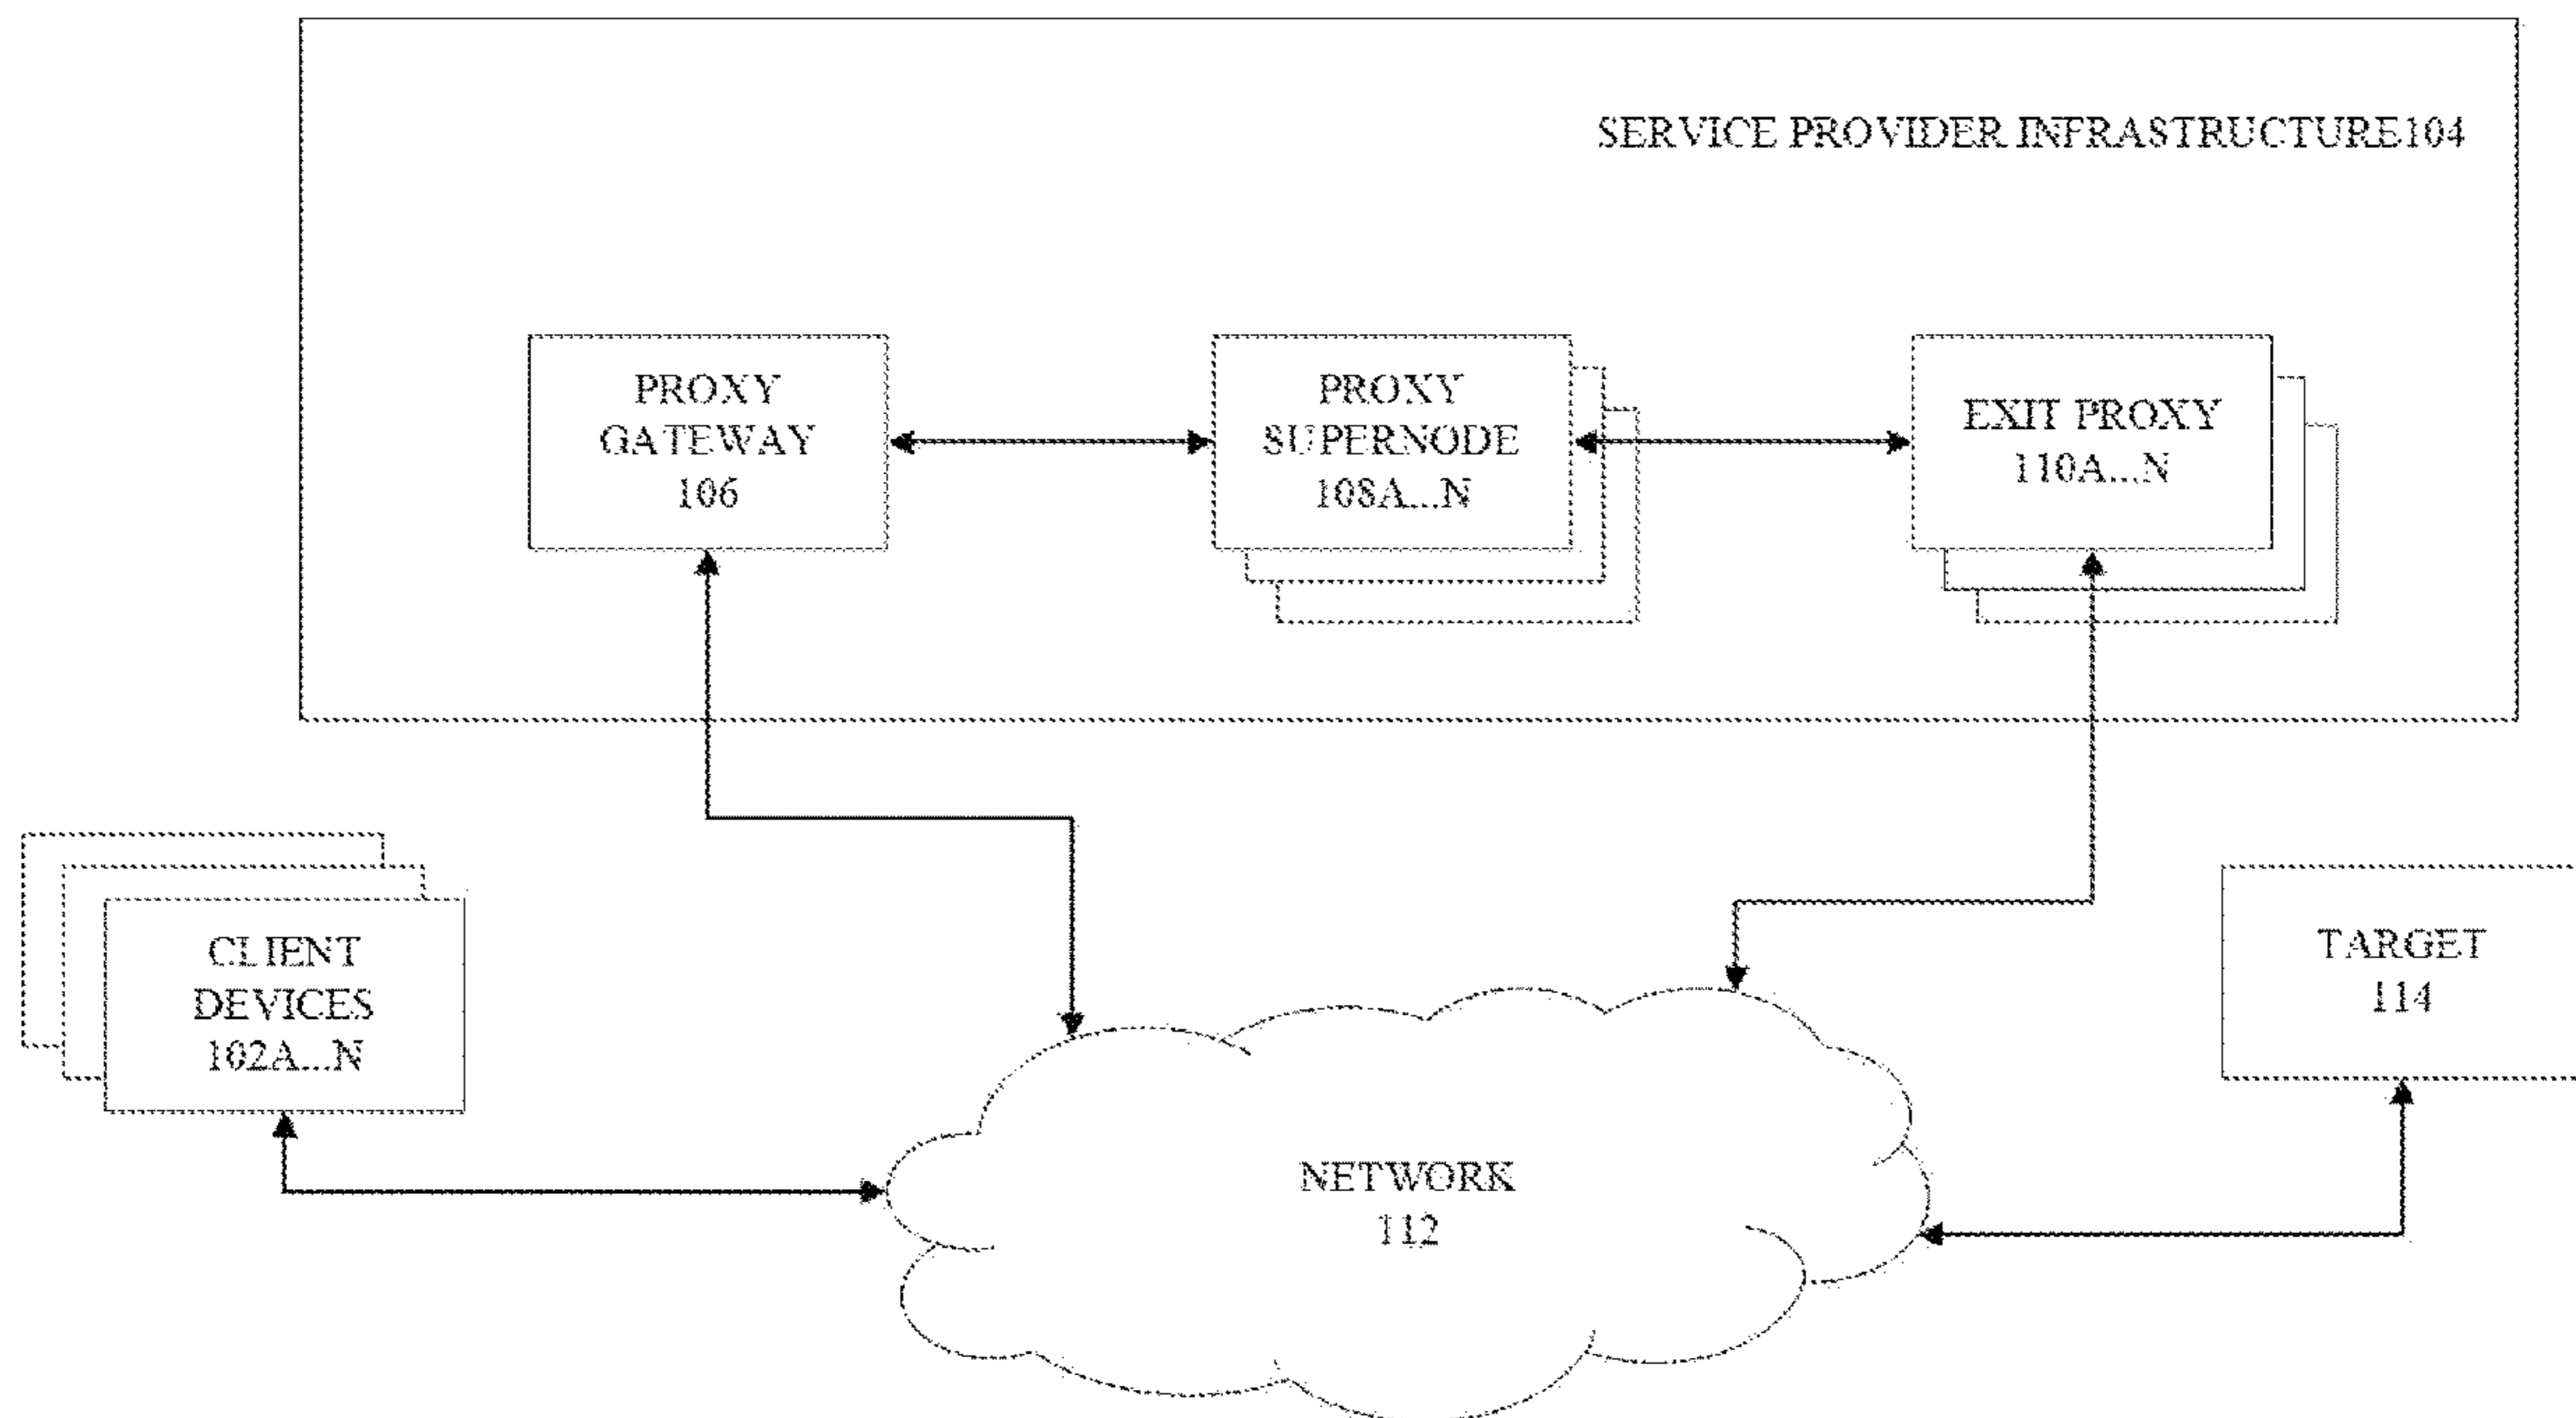 SERVICE PROVIDER INFRASTRUCTURE104
PROXY
GATEWAY
106
PROXY
SUPERNODE
108A...N
EXIT PROXY
110A...N
CLIENT
DEVICES
102A...N
TARGET
114
NETWORK
112